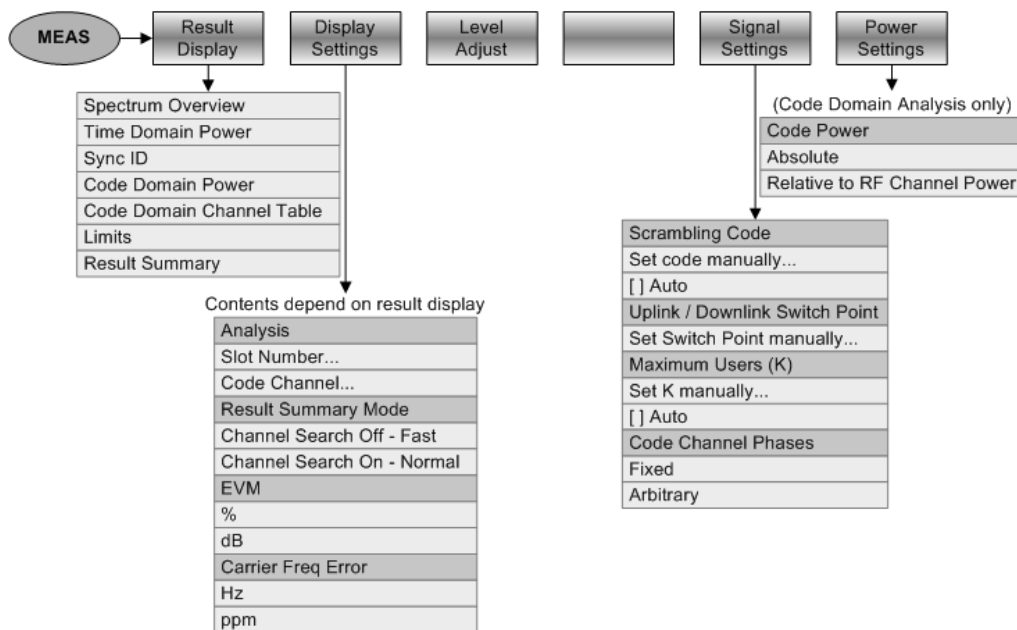 MEAS
Result
Display
Display
Settings
Level
Adjust
Signal
Settings
Power
Settings
Spectrum Overview
Time Domain Power
Sync ID
Code Domain Power
Code Domain Channel Table
Limits
Result Summary
Contents depend on result display
Analysis
Slot Number...
Code Channel...
Result Summary Mode
Channel Search Off - Fast
Channel Search On - Normal
EVM
%
dB
Carrier Freq Error
Hz
ppm
Scrambling Code
Set code manually...
[ ] Auto
Uplink / Downlink Switch Point
Set Switch Point manually...
Maximum Users (K)
Set K manually...
[ ] Auto
Code Channel Phases
Fixed
Arbitrary
(Code Domain Analysis only)
Code Power
Absolute
Relative to RF Channel Power